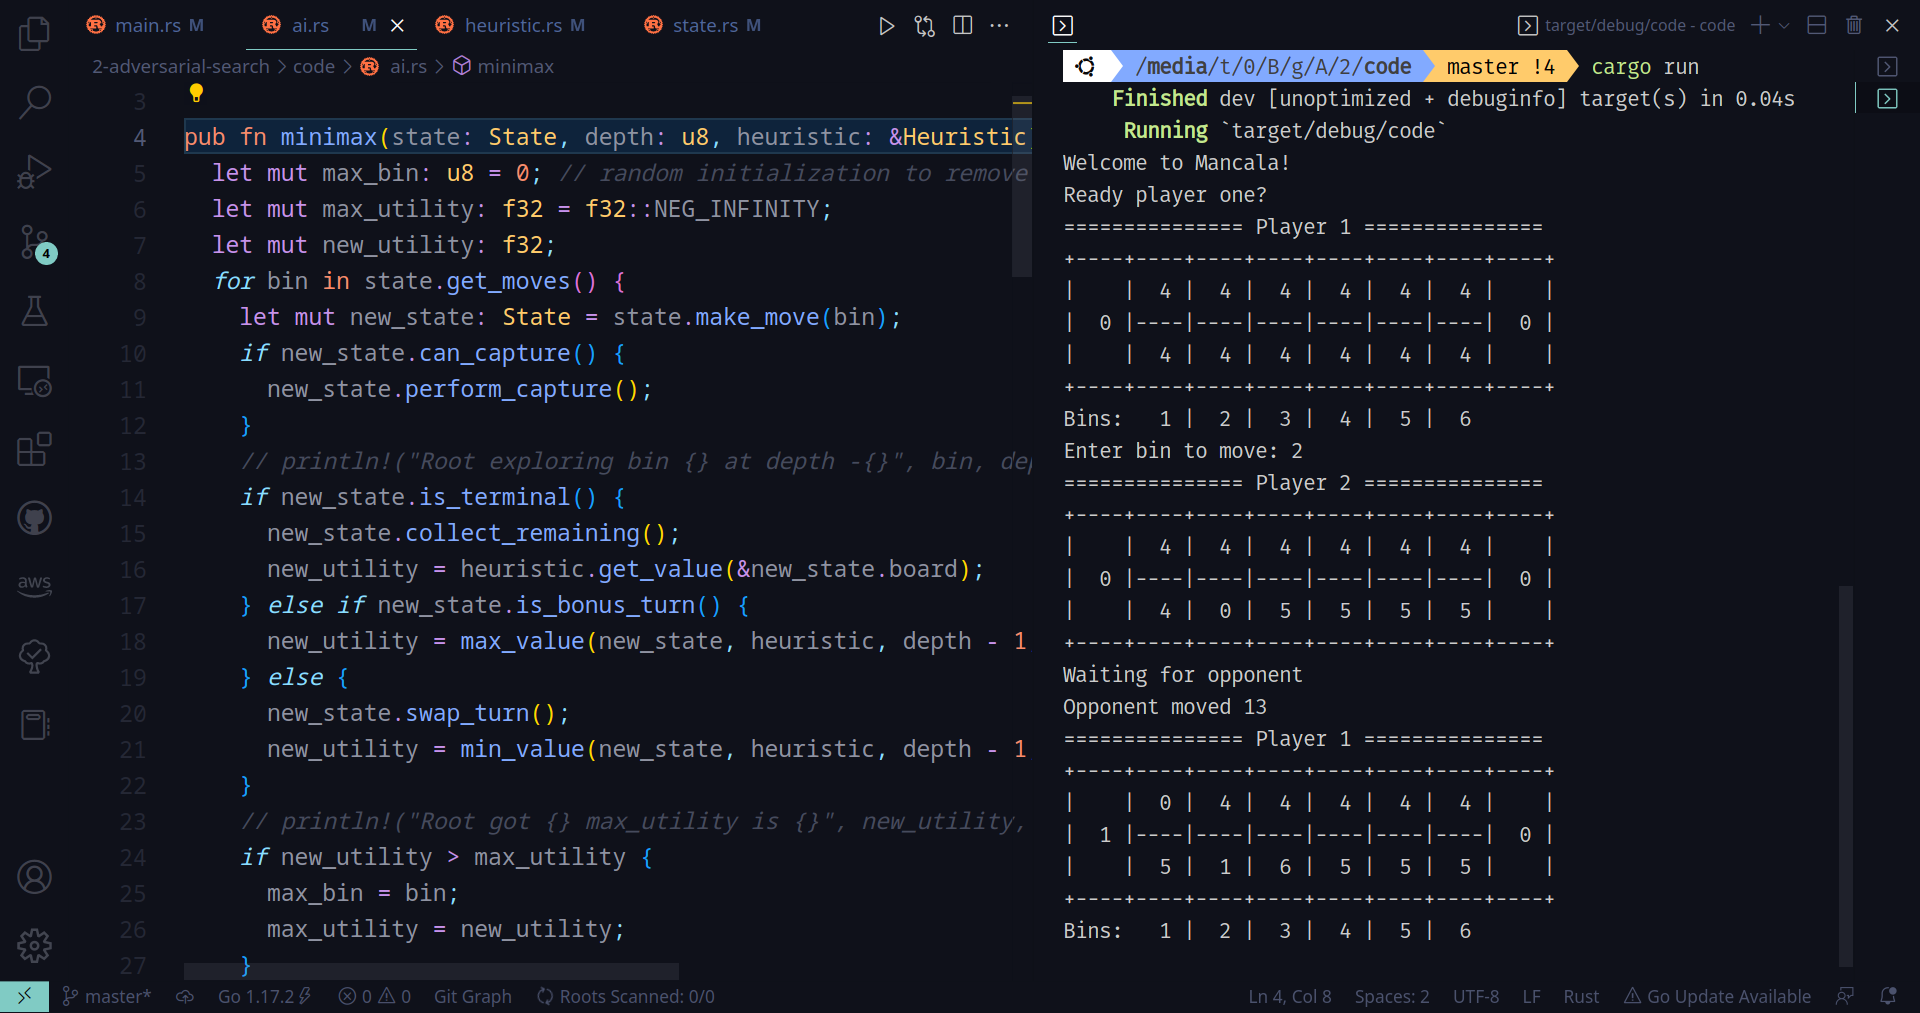 main.rs M
ai.rs M
heuristic.rs M
state.rs M
2-adversarial-search > code > ai.rs > minimax
3
4 pub fn minimax(state: State, depth: u8, heuristic: &Heuristic
5 let mut max_bin: u8 = 0; // random initialization to remove
6 let mut max_utility: f32 = f32::NEG_INFINITY;
7 let mut new_utility: f32;
8 for bin in state.get_moves() {
9 let mut new_state: State = state.make_move(bin);
10 if new_state.can_capture() {
11 new_state.perform_capture();
12 }
13 // println!("Root exploring bin {} at depth -{}", bin, dep
14 if new_state.is_terminal() {
15 new_state.collect_remaining();
16 new_utility = heuristic.get_value(&new_state.board);
17 } else if new_state.is_bonus_turn() {
18 new_utility = max_value(new_state, heuristic, depth - 1
19 } else {
20 new_state.swap_turn();
21 new_utility = min_value(new_state, heuristic, depth - 1
22 }
23 // println!("Root got {} max_utility is {}", new_utility,
24 if new_utility > max_utility {
25 max_bin = bin;
26 max_utility = new_utility;
27 }
4
aws
target/debug/code - code
/media/t/0/B/g/A/2/code master !4 cargo run
Finished dev [unoptimized + debuginfo] target(s) in 0.04s
Running `target/debug/code`
Welcome to Mancala!
Ready player one?
=============== Player 1 ===============
+----+----+----+----+----+----+----+----+
|    |  4 |  4 |  4 |  4 |  4 |  4 |    |
|  0 |----|----|----|----|----|----|  0 |
|    |  4 |  4 |  4 |  4 |  4 |  4 |    |
+----+----+----+----+----+----+----+----+
Bins:   1 |  2 |  3 |  4 |  5 |  6
Enter bin to move: 2
=============== Player 2 ===============
+----+----+----+----+----+----+----+----+
|    |  4 |  4 |  4 |  4 |  4 |  4 |    |
|  0 |----|----|----|----|----|----|  0 |
|    |  4 |  0 |  5 |  5 |  5 |  5 |    |
+----+----+----+----+----+----+----+----+
Waiting for opponent
Opponent moved 13
=============== Player 1 ===============
+----+----+----+----+----+----+----+----+
|    |  0 |  4 |  4 |  4 |  4 |  4 |    |
|  1 |----|----|----|----|----|----|  0 |
|    |  5 |  1 |  6 |  5 |  5 |  5 |    |
+----+----+----+----+----+----+----+----+
Bins:   1 |  2 |  3 |  4 |  5 |  6
master* Go 1.17.2 0 0 Git Graph Roots Scanned: 0/0 Ln 4, Col 8 Spaces: 2 UTF-8 LF Rust Go Update Available